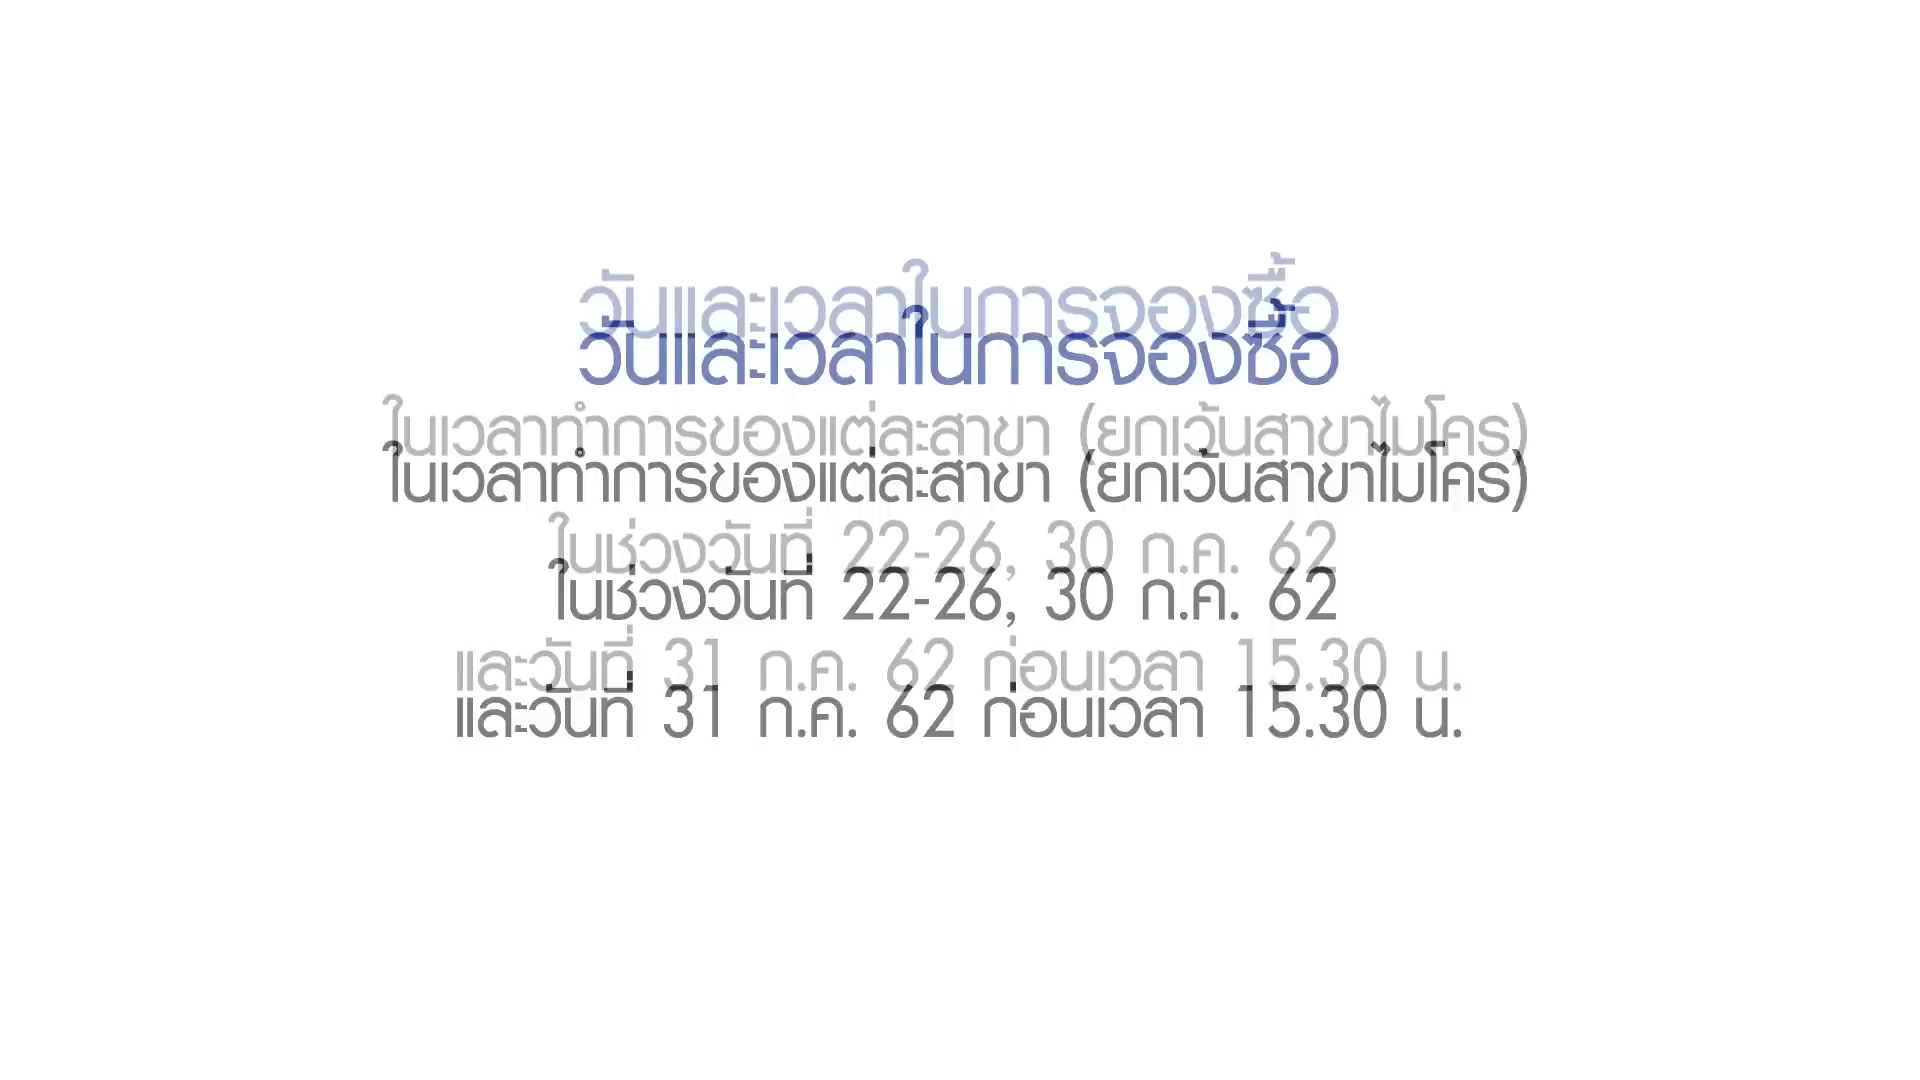 วันและเวลาในการจองซื้อ
ในเวลาทำการของแต่ละสาขา (ยกเว้นสาขาไมโคร)
ในช่วงวันที่ 22-26, 30 ก.ค. 62
และวันที่ 31 ก.ค. 62 ก่อนเวลา 15.30 น.